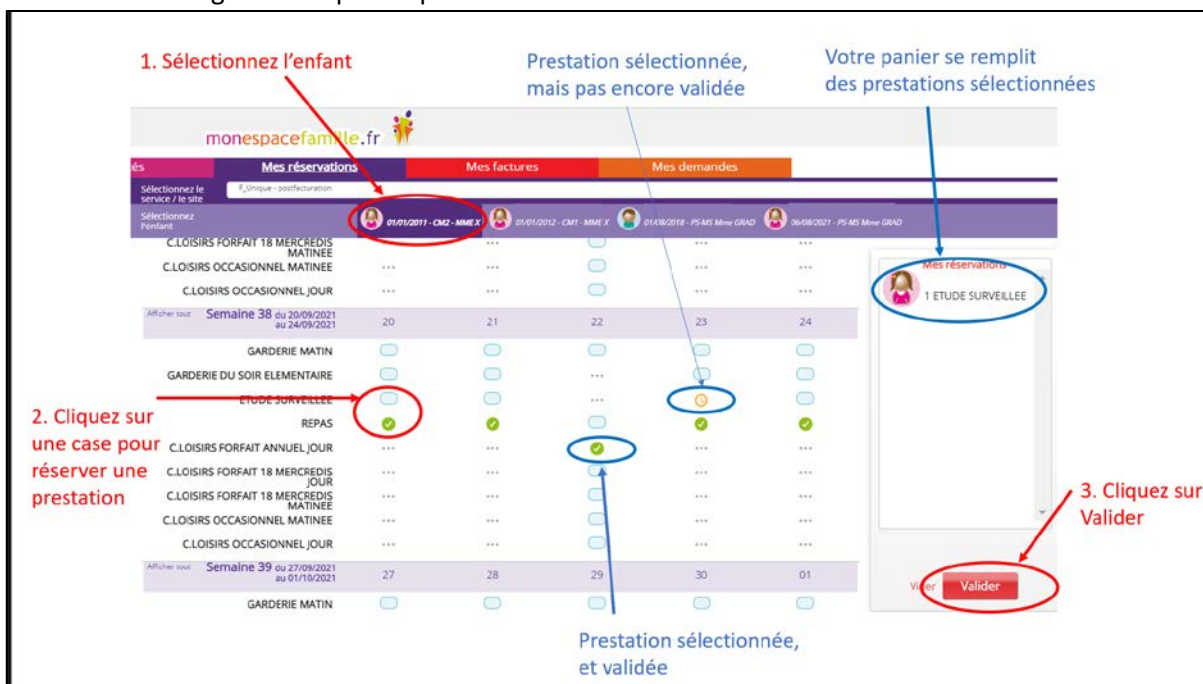 1. Sélectionnez l'enfant
Prestation sélectionnée,
mais pas encore validée
Votre panier se remplit
des prestations sélectionnées
monespacefamille.fr
és
Mes réservations
Mes factures
Mes demandes
Sélectionnez le
service / le site
F_Unique - postfacturation
Sélectionnez
l'enfant
01/01/2011 - CM2 - MME X
01/01/2012 - CM1 - MME X
01/08/2018 - PS-MS Mme GRAD
06/08/2021 - PS-MS Mme GRAD
C.LOISIRS FORFAIT 18 MERCREDIS
MATINEE
C.LOISIRS OCCASIONNEL MATINEE
C.LOISIRS OCCASIONNEL JOUR
Mes réservations
1 ETUDE SURVEILLEE
Afficher tout
Semaine 38 du 20/09/2021
au 24/09/2021
20
21
22
23
24
GARDERIE MATIN
GARDERIE DU SOIR ELEMENTAIRE
ETUDE SURVEILLEE
REPAS
C.LOISIRS FORFAIT ANNUEL JOUR
C.LOISIRS FORFAIT 18 MERCREDIS
JOUR
C.LOISIRS FORFAIT 18 MERCREDIS
MATINEE
C.LOISIRS OCCASIONNEL MATINEE
C.LOISIRS OCCASIONNEL JOUR
2. Cliquez sur
une case pour
réserver une
prestation
Afficher tout
Semaine 39 du 27/09/2021
au 01/10/2021
27
28
29
30
01
GARDERIE MATIN
3. Cliquez sur
Valider
Vider
Valider
Prestation sélectionnée,
et validée